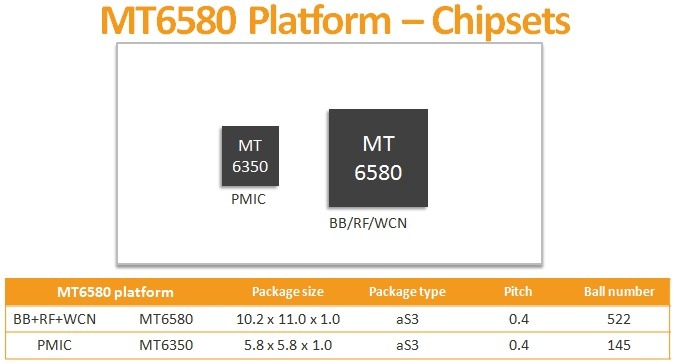 MT6580 Platform – Chipsets
MT
6350
PMIC
MT
6580
BB/RF/WCN
MT6580 platform Package size Package type Pitch Ball number
BB+RF+WCN MT6580 10.2 x 11.0 x 1.0 aS3 0.4 522
PMIC MT6350 5.8 x 5.8 x 1.0 aS3 0.4 145